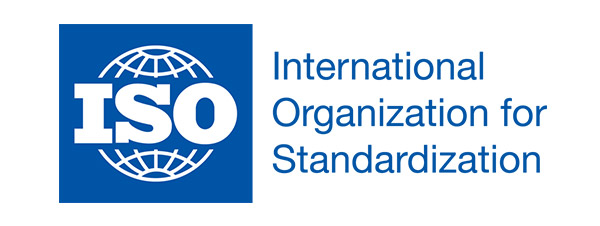 ISO
International
Organization for
Standardization